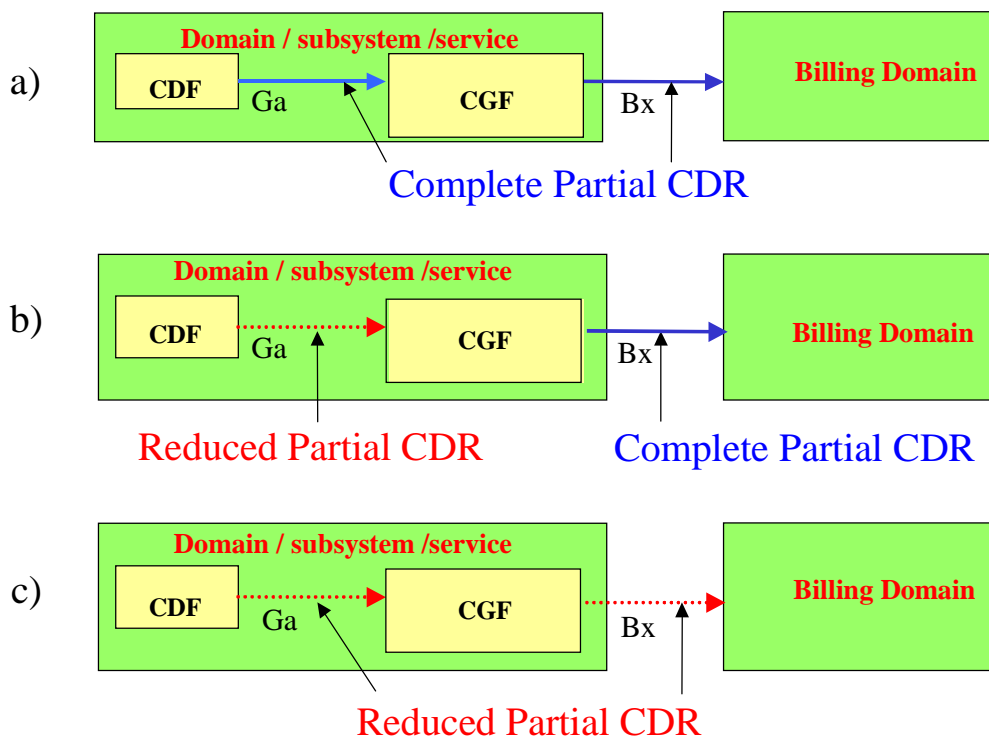 a)
Domain / subsystem /service
CDF
Ga
CGF
Bx
Billing Domain
Complete Partial CDR
b)
Domain / subsystem /service
CDF
Ga
CGF
Bx
Billing Domain
Reduced Partial CDR
Complete Partial CDR
c)
Domain / subsystem /service
CDF
Ga
CGF
Bx
Billing Domain
Reduced Partial CDR